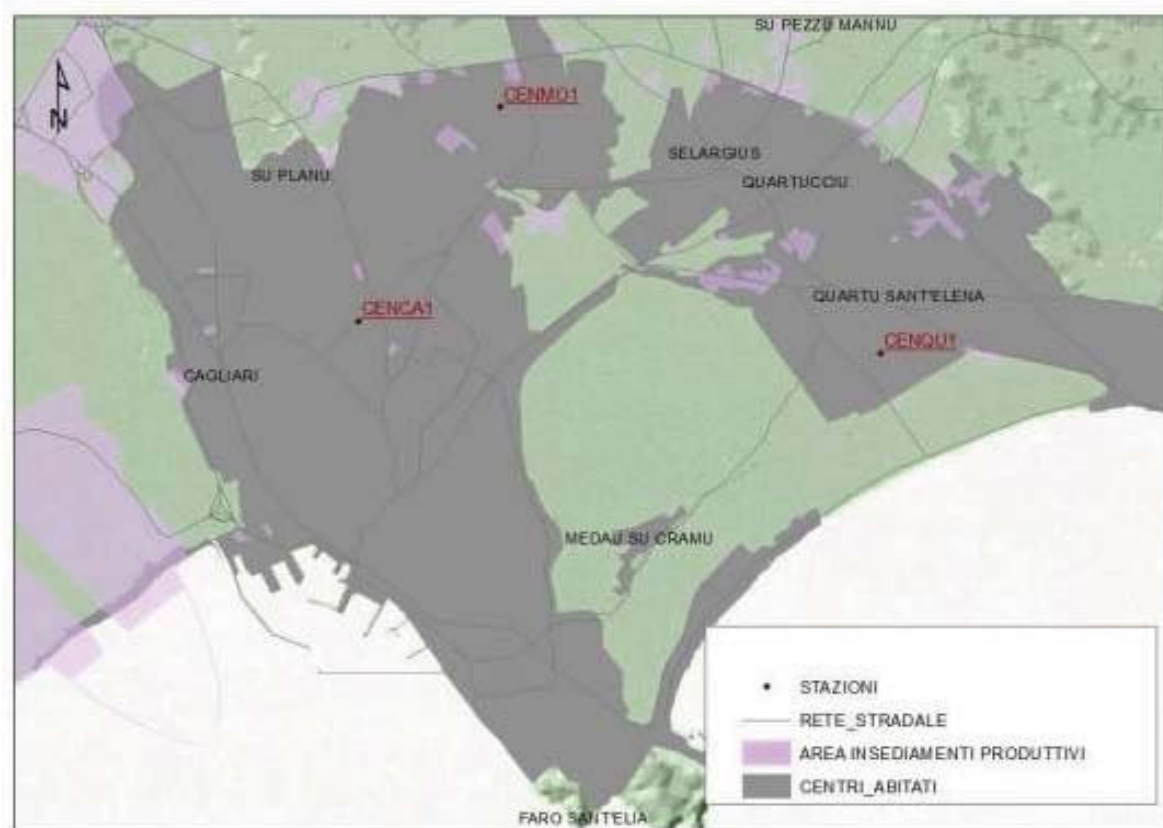 SU PEZZU MANNU
N
CENMO1
SELARGIUS
SU PLANU
QUARTUCCIU
QUARTU SANT'ELENA
CENCA1
CENQU1
CAGLIARI
MEDAU SU CRAMU
STAZIONI
RETE_STRADALE
AREA INSEDIAMENTI PRODUTTIVI
CENTRI_ABITATI
FARO SANT'ELIA